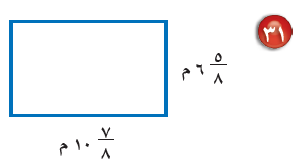 ٣١
٦ ٥/٨ م
١٠ ٧/٨ م